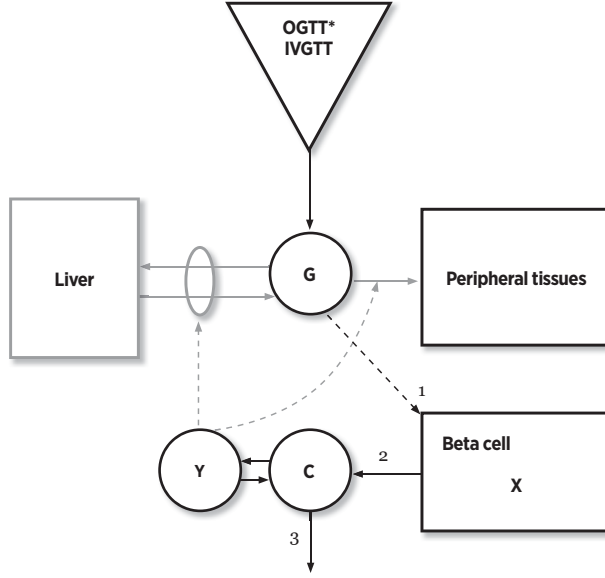 OGTT*
IVGTT
Liver
G
Peripheral tissues
1
Beta cell
X
Y
C
2
3